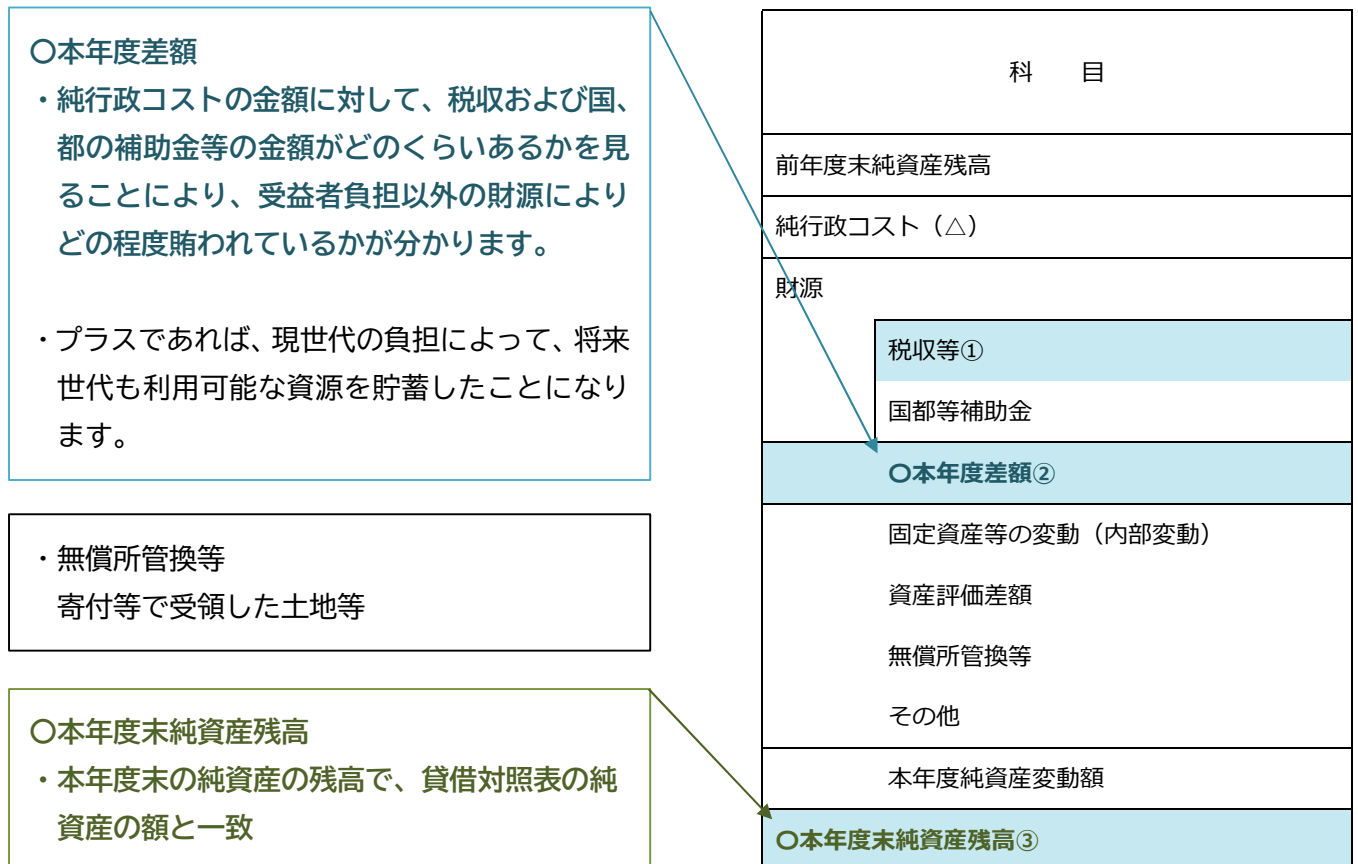 〇本年度差額
・純行政コストの金額に対して、税収および国、
都の補助金等の金額がどのくらいあるかを見
ることにより、受益者負担以外の財源により
どの程度賄われているかが分かります。
・プラスであれば、現世代の負担によって、将来
世代も利用可能な資源を貯蓄したことになり
ます。
・無償所管換等
寄付等で受領した土地等
〇本年度末純資産残高
・本年度末の純資産の残高で、貸借対照表の純
資産の額と一致
科　目
前年度末純資産残高
純行政コスト（△）
財源
税収等①
国都等補助金
〇本年度差額②
固定資産等の変動（内部変動）
資産評価差額
無償所管換等
その他
本年度純資産変動額
〇本年度末純資産残高③